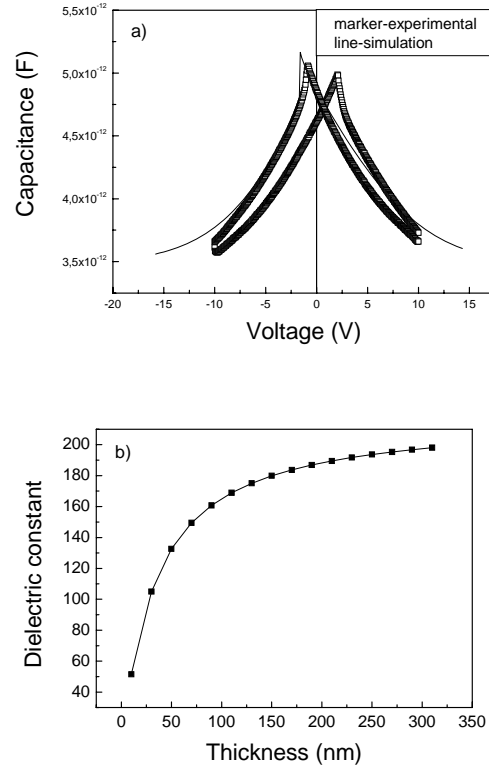 5,5x10⁻¹²
a)
marker-experimental
line-simulation
5,0x10⁻¹²
4,5x10⁻¹²
4,0x10⁻¹²
3,5x10⁻¹²
Capacitance (F)
-20 -15 -10 -5 0 5 10 15
Voltage (V)
b)
200
180
160
140
120
100
80
60
40
Dielectric constant
0 50 100 150 200 250 300 350
Thickness (nm)